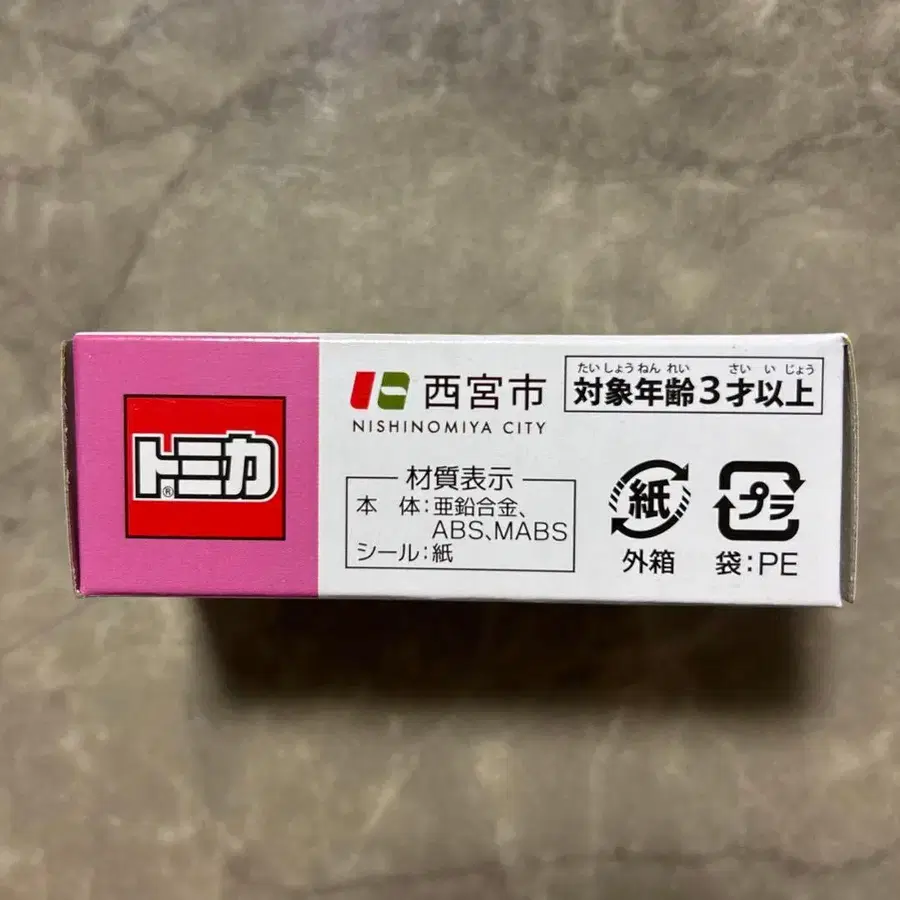 トミカ
®
西宮市
NISHINOMIYA CITY
たいしょうねんれい さいいじょう
対象年齢3才以上
材質表示
本 体:亜鉛合金、
ABS、MABS
シール:紙
紙
外箱
プラ
袋:PE